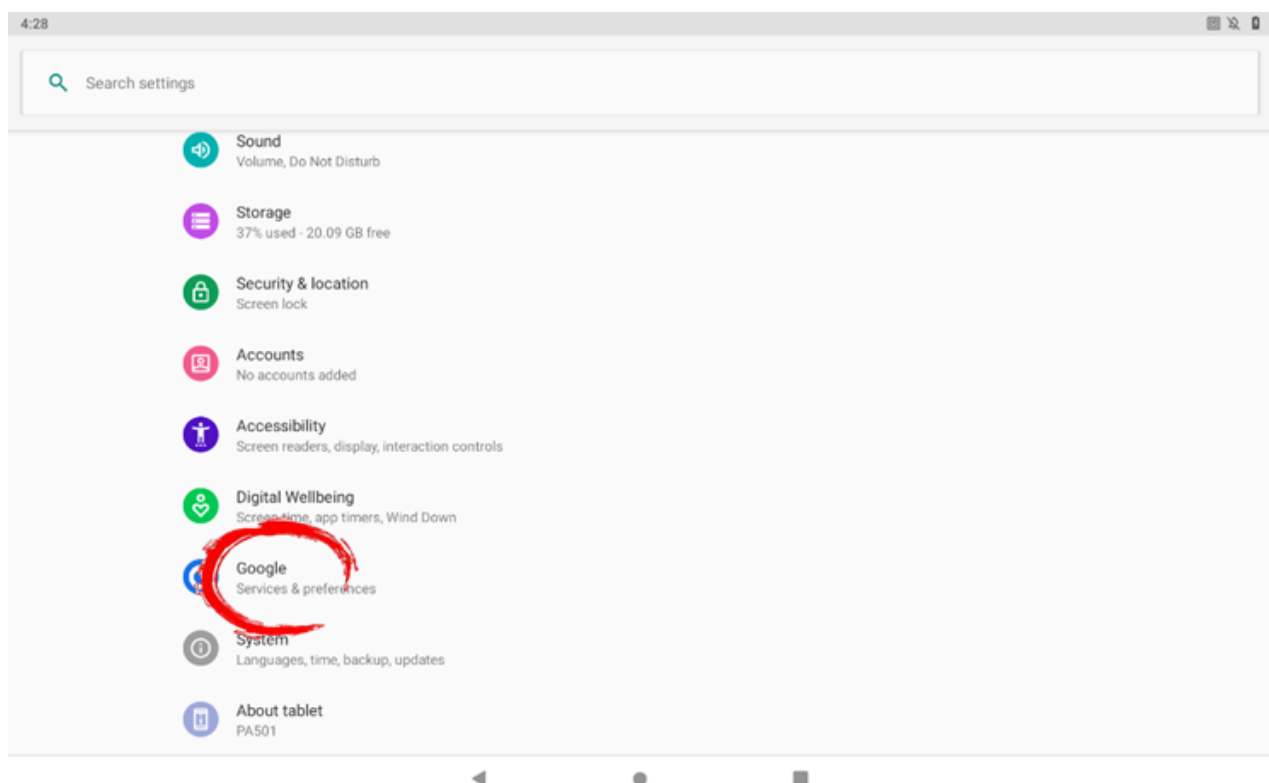 4:28
Search settings
Sound
Volume, Do Not Disturb
Storage
37% used - 20.09 GB free
Security & location
Screen lock
Accounts
No accounts added
Accessibility
Screen readers, display, interaction controls
Digital Wellbeing
Screen time, app timers, Wind Down
Google
Services & preferences
System
Languages, time, backup, updates
About tablet
PA501